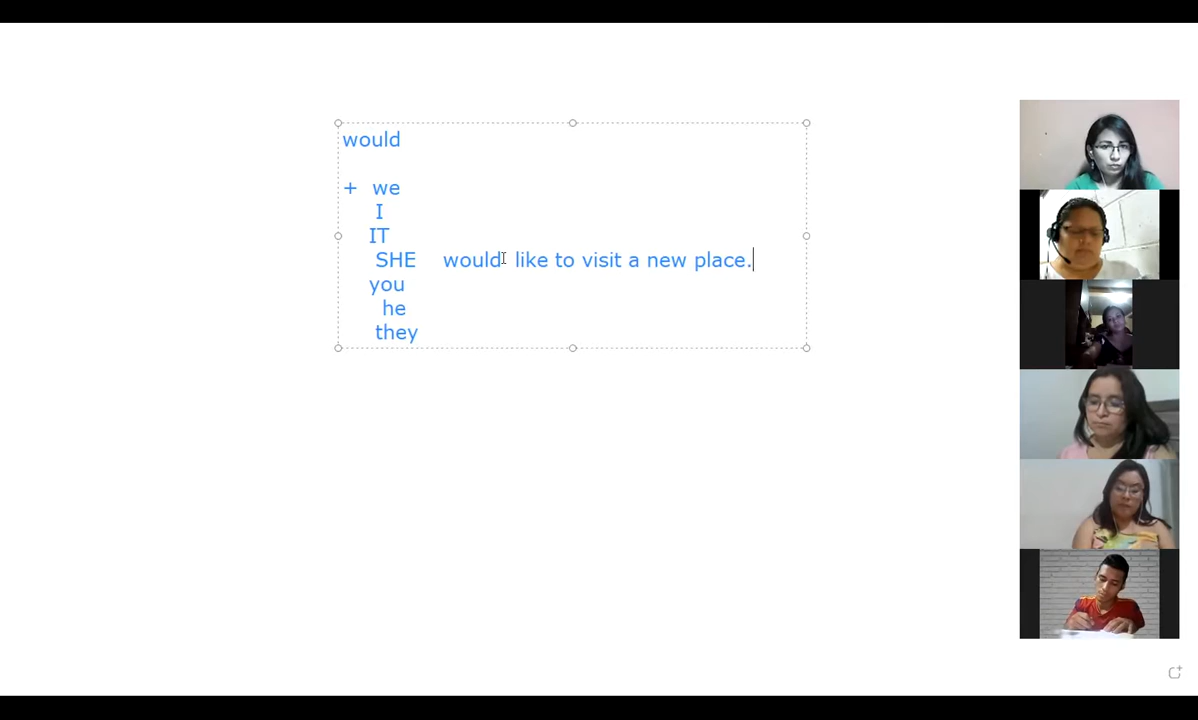 would
+ we
I
IT
SHE would like to visit a new place.
you
he
they